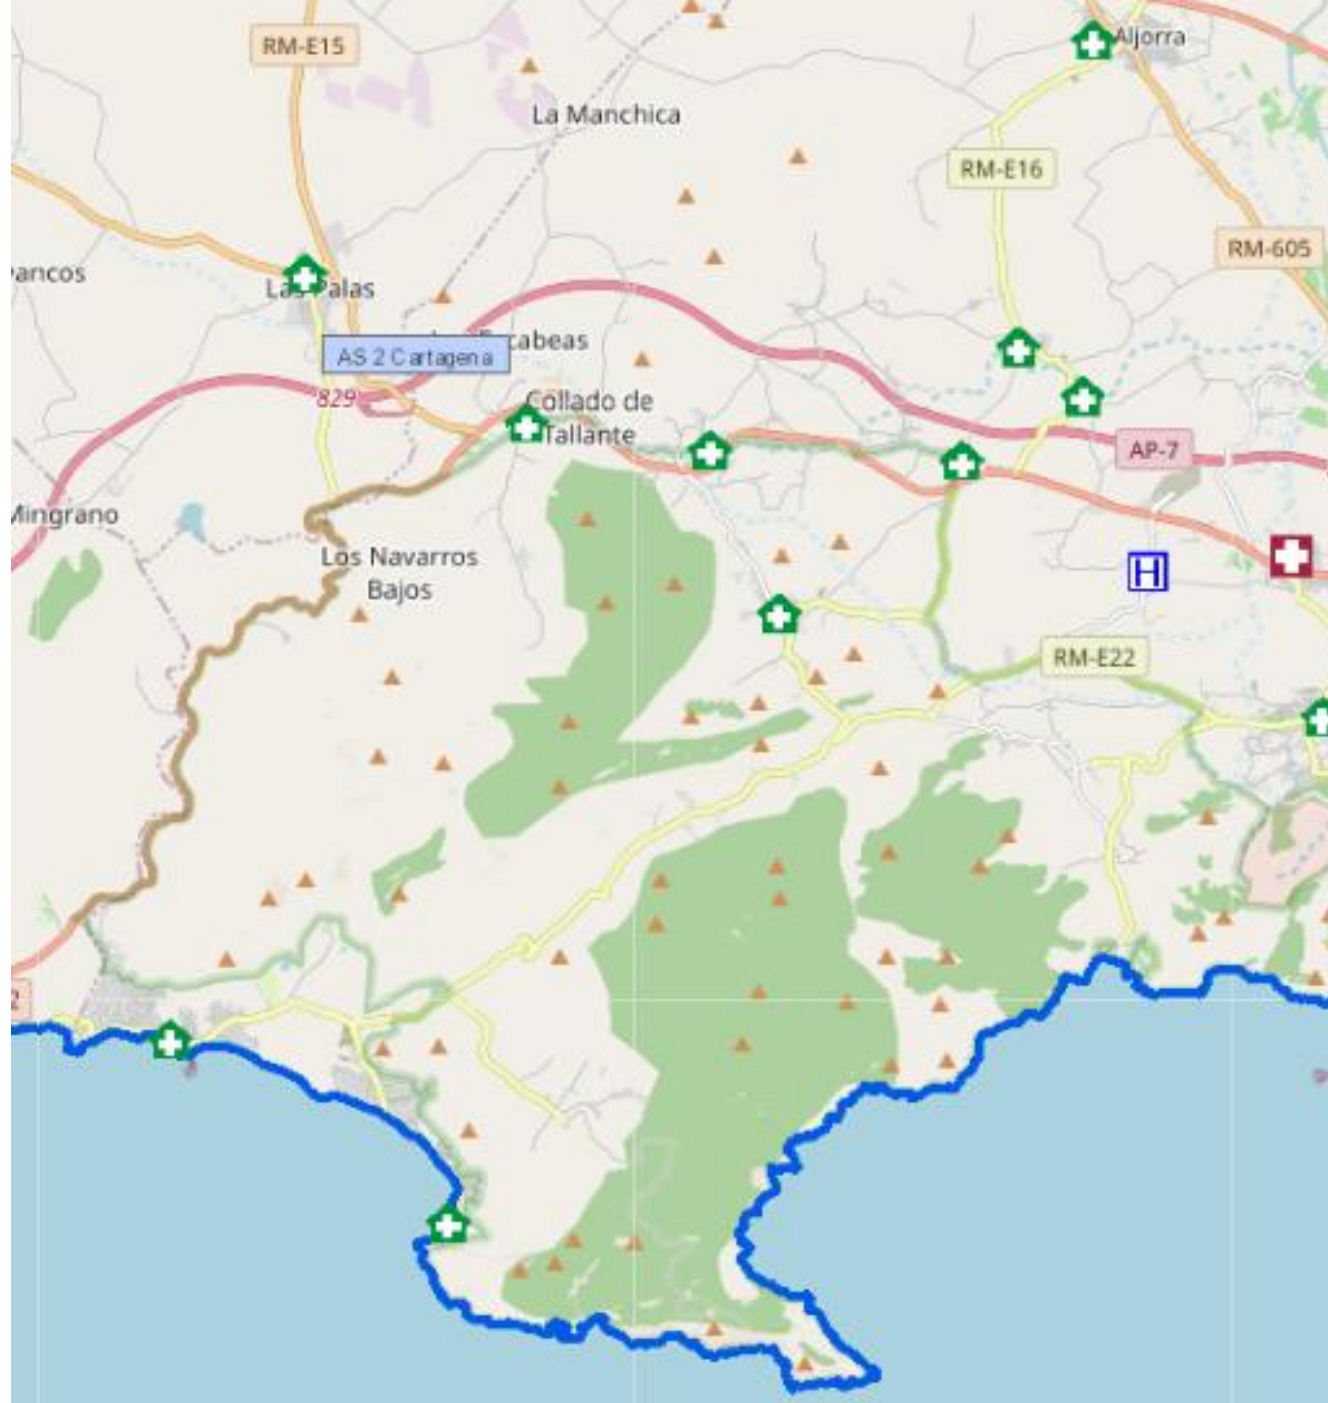 RM-E15
Aljorra
La Manchica
RM-E16
RM-605
ancos
Las Palas
cabeas
AS 2 Cartagena
829
Collado de
Tallante
AP-7
Mingrano
Los Navarros
Bajos
H
RM-E22
2